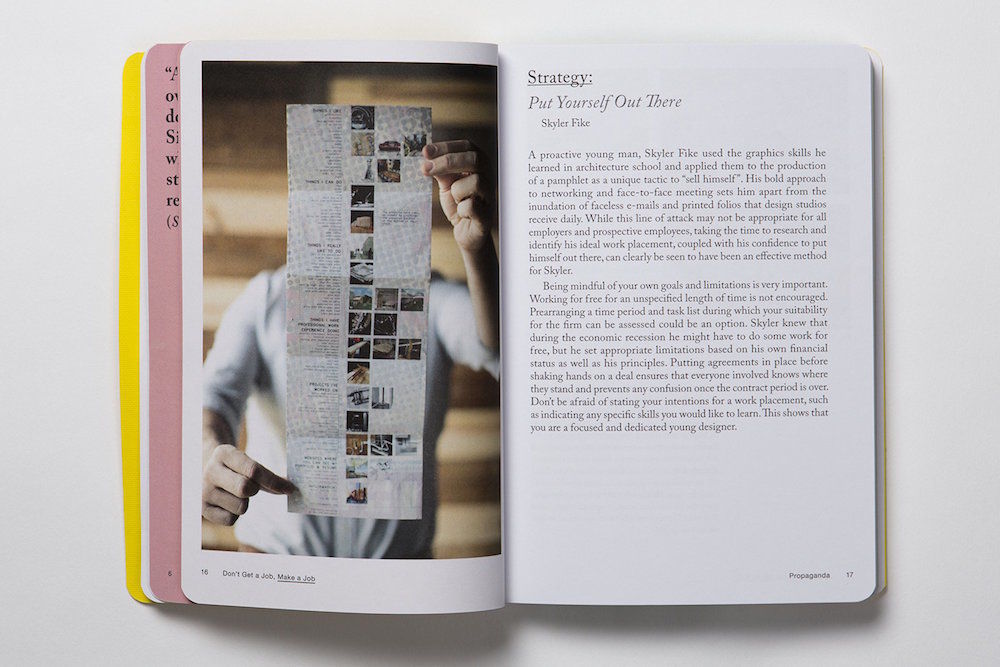 “A
ov
de
Si
w
st
re
(S
6
THINGS I LIKE
THINGS I CAN DO
THINGS I REALLY
LIKE TO DO
THINGS I HAVE
PROFESSIONAL WORK
EXPERIENCE DOING
PROJECTS I'VE
WORKED ON
16 Don't Get a Job, Make a Job
Strategy:
Put Yourself Out There
Skyler Fike
A proactive young man, Skyler Fike used the graphics skills he
learned in architecture school and applied them to the production
of a pamphlet as a unique tactic to “sell himself”. His bold approach
to networking and face-to-face meeting sets him apart from the
inundation of faceless e-mails and printed folios that design studios
receive daily. While this line of attack may not be appropriate for all
employers and prospective employees, taking the time to research and
identify his ideal work placement, coupled with his confidence to put
himself out there, can clearly be seen to have been an effective method
for Skyler.
Being mindful of your own goals and limitations is very important.
Working for free for an unspecified length of time is not encouraged.
Prearranging a time period and task list during which your suitability
for the firm can be assessed could be an option. Skyler knew that
during the economic recession he might have to do some work for
free, but he set appropriate limitations based on his own financial
status as well as his principles. Putting agreements in place before
shaking hands on a deal ensures that everyone involved knows where
they stand and prevents any confusion once the contract period is over.
Don't be afraid of stating your intentions for a work placement, such
as indicating any specific skills you would like to learn. This shows that
you are a focused and dedicated young designer.
Propaganda 17